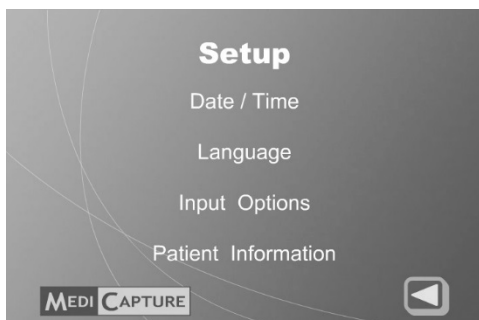 Setup
Date / Time
Language
Input Options
Patient Information
MEDI CAPTURE